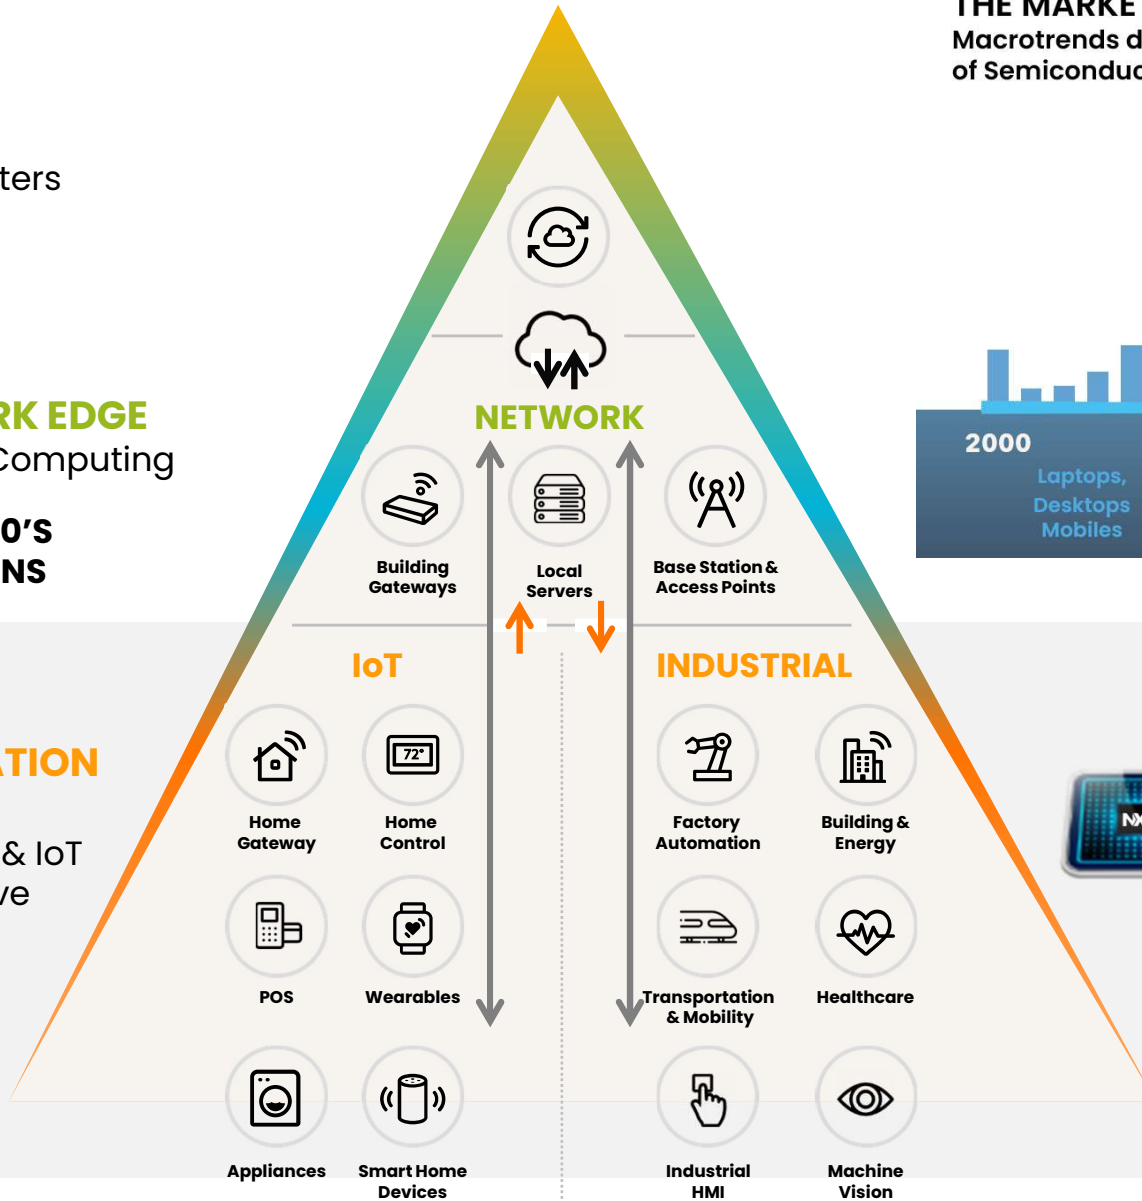 THE MARKE
Macrotrends d
of Semiconduc
ters
RK EDGE
Computing
0’S
NS
NETWORK
2000
Laptops,
Desktops
Mobiles
Building
Gateways
Local
Servers
Base Station &
Access Points
IoT
INDUSTRIAL
ATION
& IoT
ve
72°
Home
Gateway
Home
Control
Factory
Automation
Building &
Energy
NX
POS
Wearables
Transportation
& Mobility
Healthcare
Appliances
Smart Home
Devices
Industrial
HMI
Machine
Vision